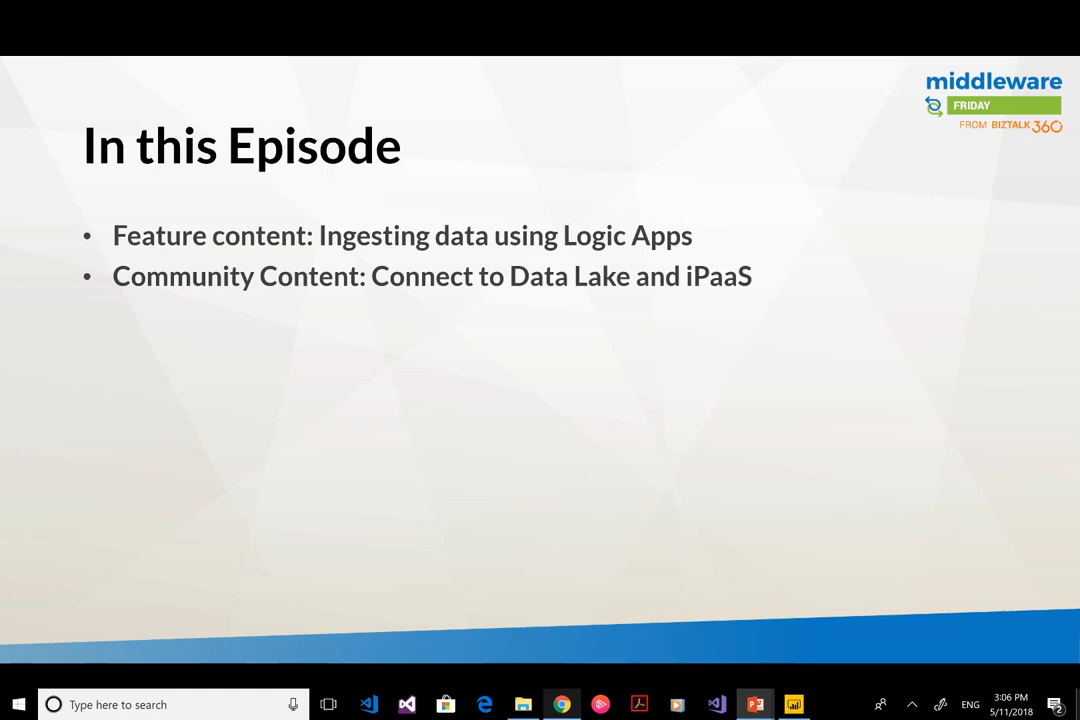 middleware
FRIDAY
FROM BIZTALK 360
In this Episode
• Feature content: Ingesting data using Logic Apps
• Community Content: Connect to Data Lake and iPaaS
Type here to search
ENG
3:06 PM
5/11/2018
2